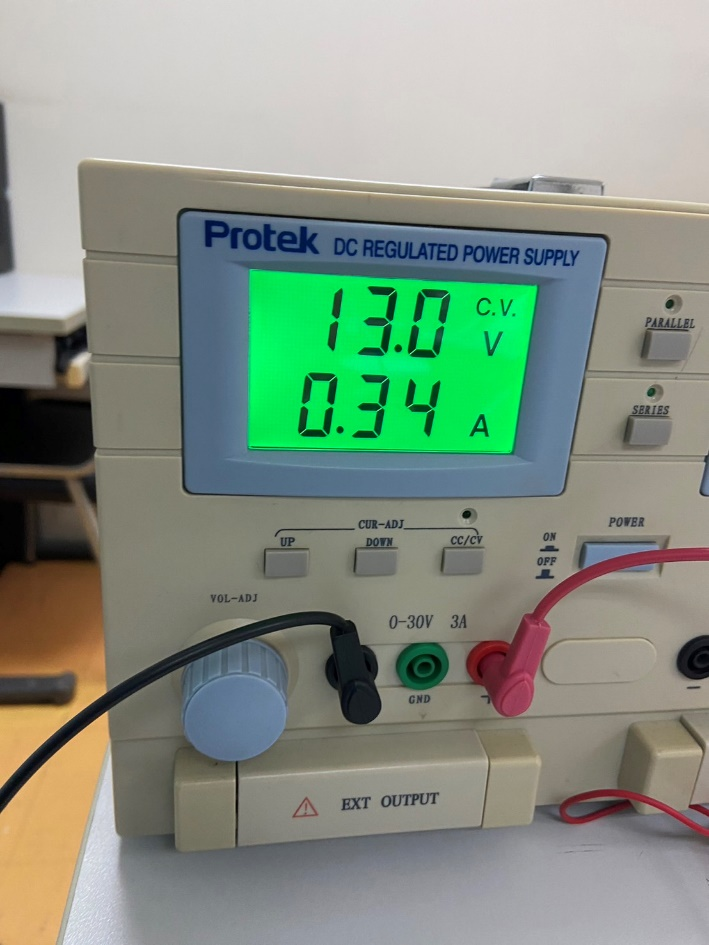 Protek DC REGULATED POWER SUPPLY
13.0 C.V. V
0.34 A
PARALLEL
SERIES
CUR-ADJ
UP DOWN CC/CV
POWER
ON
OFF
VOL-ADJ
0-30V 3A
GND
EXT OUTPUT